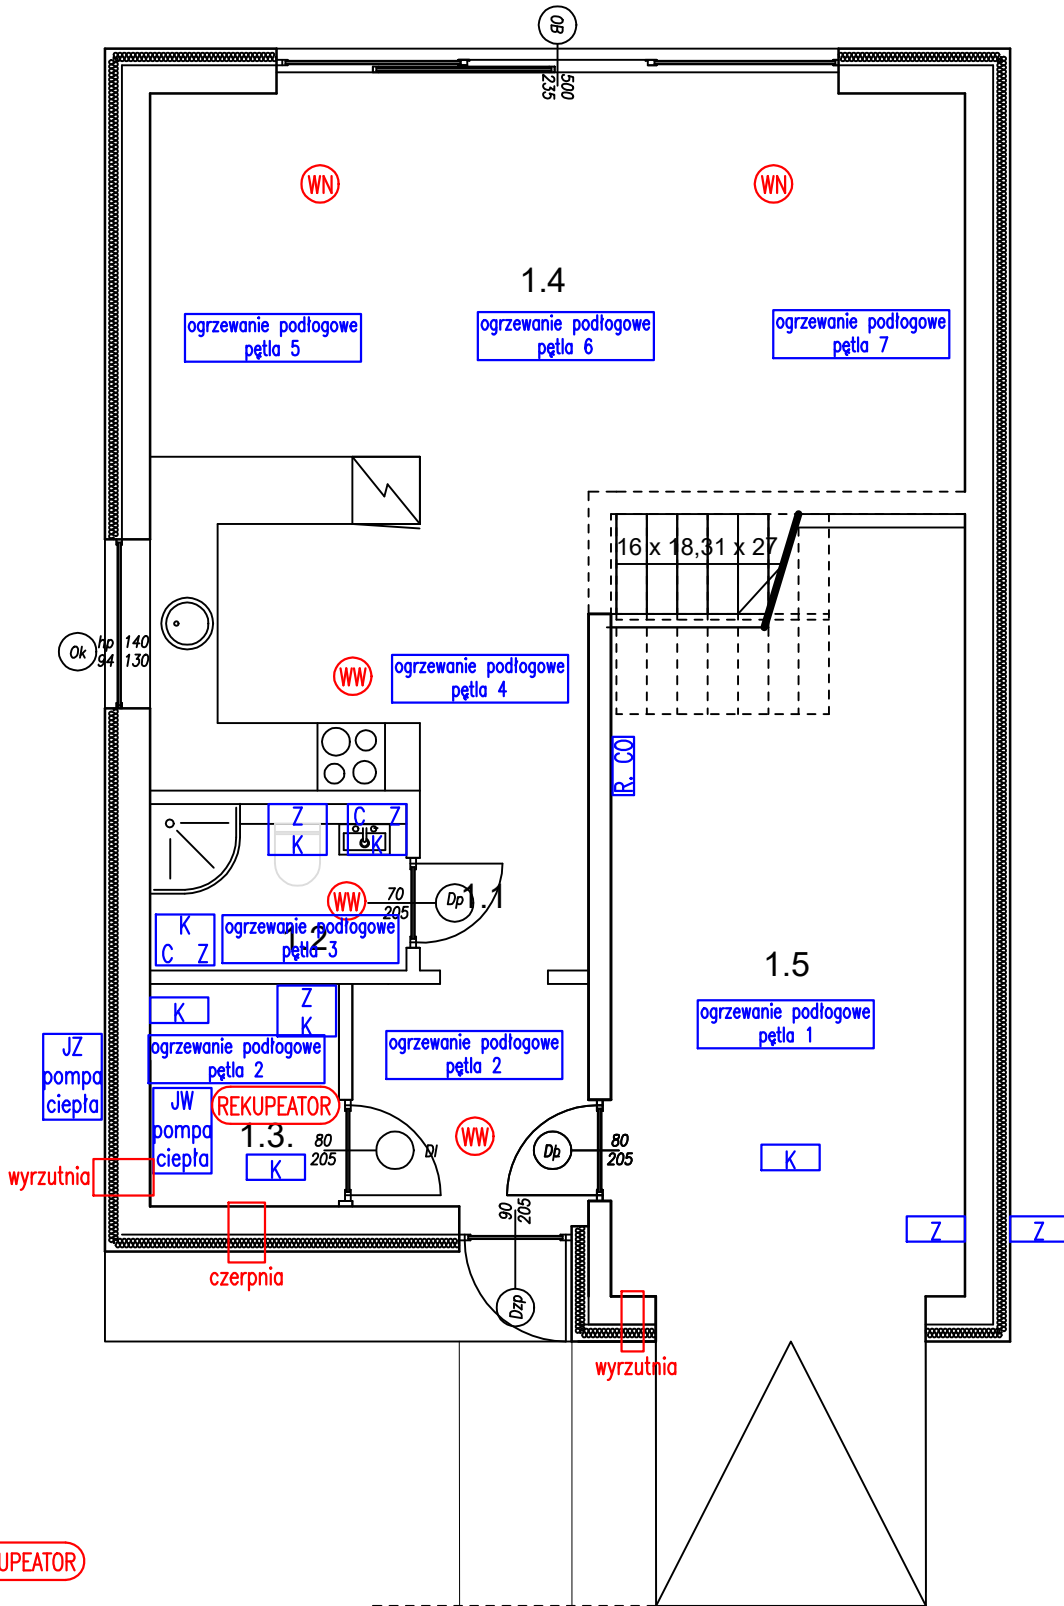 OB
500
235
WN
WN
1.4
ogrzewanie podłogowe
pętla 5
ogrzewanie podłogowe
pętla 6
ogrzewanie podłogowe
pętla 7
16 x 18,31 x 27
Ok
hp
94
140
130
WW
ogrzewanie podłogowe
pętla 4
R. CO
Z
K
C Z
K
WW
70
205
Dp
1.1
K
C Z
ogrzewanie podłogowe
pętla 3
1.2
1.5
K
Z
K
ogrzewanie podłogowe
pętla 1
JZ
pompa
ciepła
ogrzewanie podłogowe
pętla 2
ogrzewanie podłogowe
pętla 2
JW
pompa
ciepła
REKUPEATOR
1.3.
K
80
205
Dl
WW
Dp
80
205
K
wyrzutnia
90
205
Z
Z
czerpnia
Dzp
wyrzutnia
UPEATOR